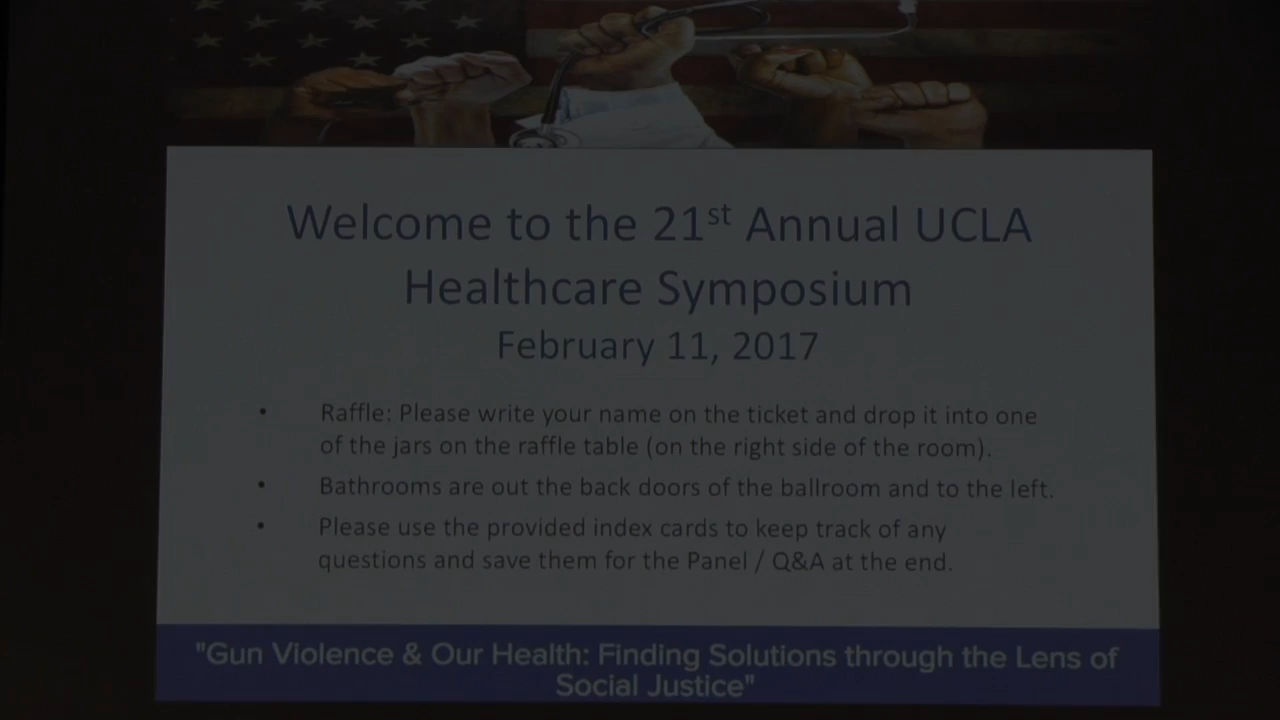 Welcome to the 21st Annual UCLA
Healthcare Symposium
February 11, 2017
• Raffle: Please write your name on the ticket and drop it into one
of the jars on the raffle table (on the right side of the room).
• Bathrooms are out the back doors of the ballroom and to the left.
• Please use the provided index cards to keep track of any
questions and save them for the Panel / Q&A at the end.
"Gun Violence & Our Health: Finding Solutions through the Lens of
Social Justice"